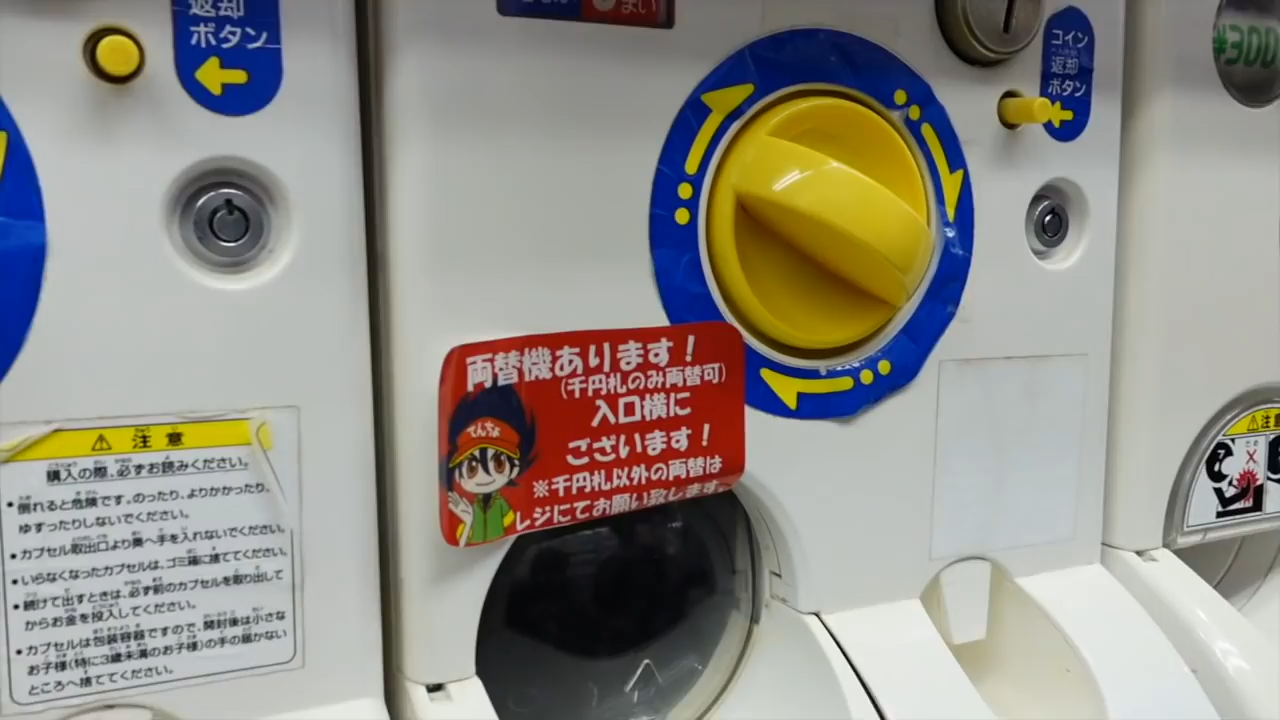 返却
ボタン
まい
コイン
返却
ボタン
¥300
両替機あります!
(千円札のみ両替可)
入口横に
ございます!
※千円札以外の両替は
レジにてお願い致します。
てんちょ
注意
購入の際、必ずお読みください。
• 倒れると危険です。のったり、よりかかったり、
ゆすったりしないでください。
• カプセル取出口より奥へ手を入れないでください。
• いらなくなったカプセルは、ゴミ箱に捨ててください。
• 続けて出すときは、必ず前のカプセルを取り出して
からお金を投入してください。
• カプセルは包装容器ですので、開封後は小さな
お子様(特に3歳未満のお子様)の手の届かない
ところへ捨ててください。
注意